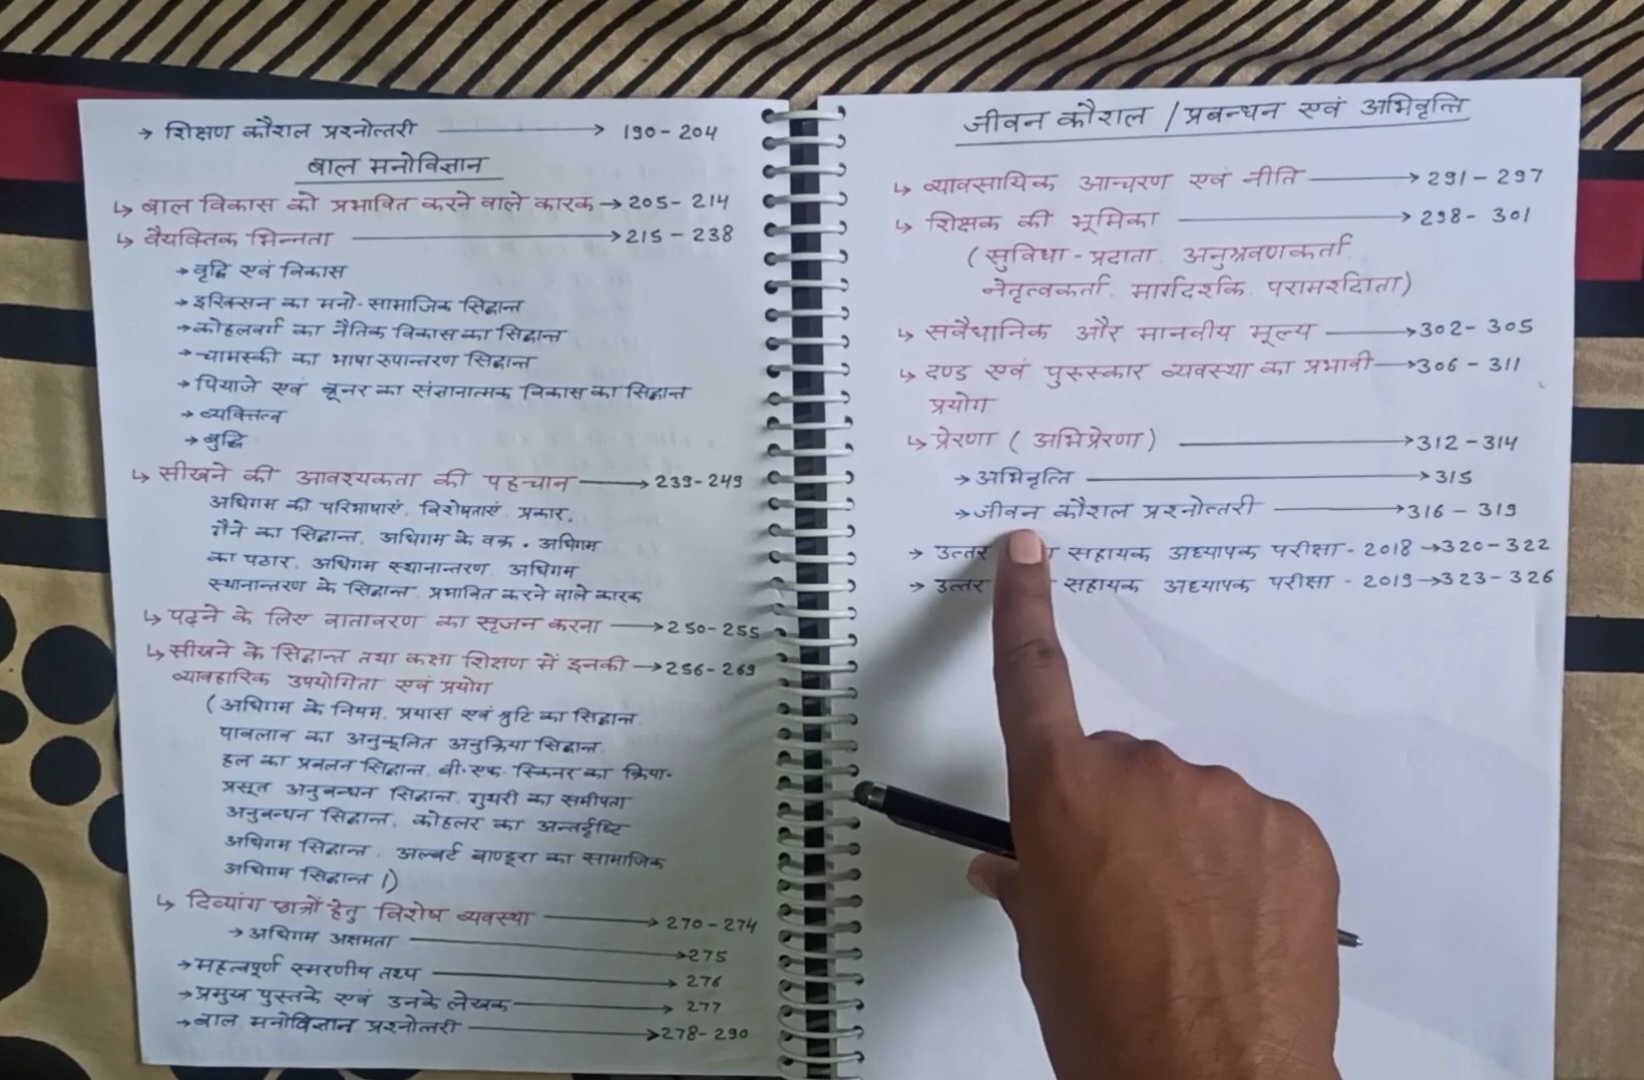 → शिक्षण कौशल प्रश्नोत्तरी → 190-204
बाल मनोविज्ञान
↳ बाल विकास को प्रभावित करने वाले कारक → 205-214
↳ वैयक्तिक भिन्नता → 215-238
→ वृद्धि एवं विकास
→ इरिक्सन का मनो-सामाजिक सिद्धान्त
→ कोहलवर्ग का नैतिक विकास का सिद्धान्त
→ चामस्की का भाषा रुपान्तरण सिद्धान्त
→ पियाजे एवं ब्रूनर का संज्ञानात्मक विकास का सिद्धान्त
→ व्यक्तित्व
→ बुद्धि
↳ सीखने की आवश्यकता की पहचान → 239-249
अधिगम की परिभाषाएं, विशेषताएं, प्रकार,
गैने का सिद्धान्त, अधिगम के वक्र, अधिगम
का पठार, अधिगम स्थानान्तरण, अधिगम
स्थानान्तरण के सिद्धान्त, प्रभावित करने वाले कारक
↳ पढ़ने के लिए वातावरण का सृजन करना → 250-255
↳ सीखने के सिद्धान्त तथा कक्षा शिक्षण में इनकी → 256-269
व्यावहारिक उपयोगिता एवं प्रयोग
(अधिगम के नियम, प्रयास एवं त्रुटि का सिद्धान्त,
पावलाव का अनुकूलित अनुक्रिया सिद्धान्त,
हल का प्रबलन सिद्धान्त, बी.एफ. स्किनर का क्रिया-
प्रसूत अनुबन्धन सिद्धान्त, गुथरी का समीपता
अनुबन्धन सिद्धान्त, कोहलर का अन्तर्दृष्टि
अधिगम सिद्धान्त, अल्बर्ट बाण्डूरा का सामाजिक
अधिगम सिद्धान्त।)
↳ दिव्यांग छात्रों हेतु विशेष व्यवस्था → 270-274
→ अधिगम अक्षमता → 275
→ महत्वपूर्ण स्मरणीय तथ्य → 276
→ प्रमुख पुस्तके एवं उनके लेखक → 277
→ बाल मनोविज्ञान प्रश्नोत्तरी → 278-290
जीवन कौशल / प्रबन्धन एवं अभिवृत्ति
↳ व्यावसायिक आचरण एवं नीति → 291-297
↳ शिक्षक की भूमिका → 298-301
(सुविधा-प्रदाता, अनुश्रवणकर्ता,
नेतृत्वकर्ता, मार्गदर्शक, परामर्शदाता)
↳ संवैधानिक और मानवीय मूल्य → 302-305
↳ दण्ड एवं पुरुस्कार व्यवस्था का प्रभावी → 306-311
प्रयोग
↳ प्रेरणा (अभिप्रेरणा) → 312-314
→ अभिवृत्ति → 315
→ जीवन कौशल प्रश्नोत्तरी → 316-319
→ उत्तर सहायक अध्यापक परीक्षा - 2018 → 320-322
→ उत्तर सहायक अध्यापक परीक्षा - 2019 → 323-326